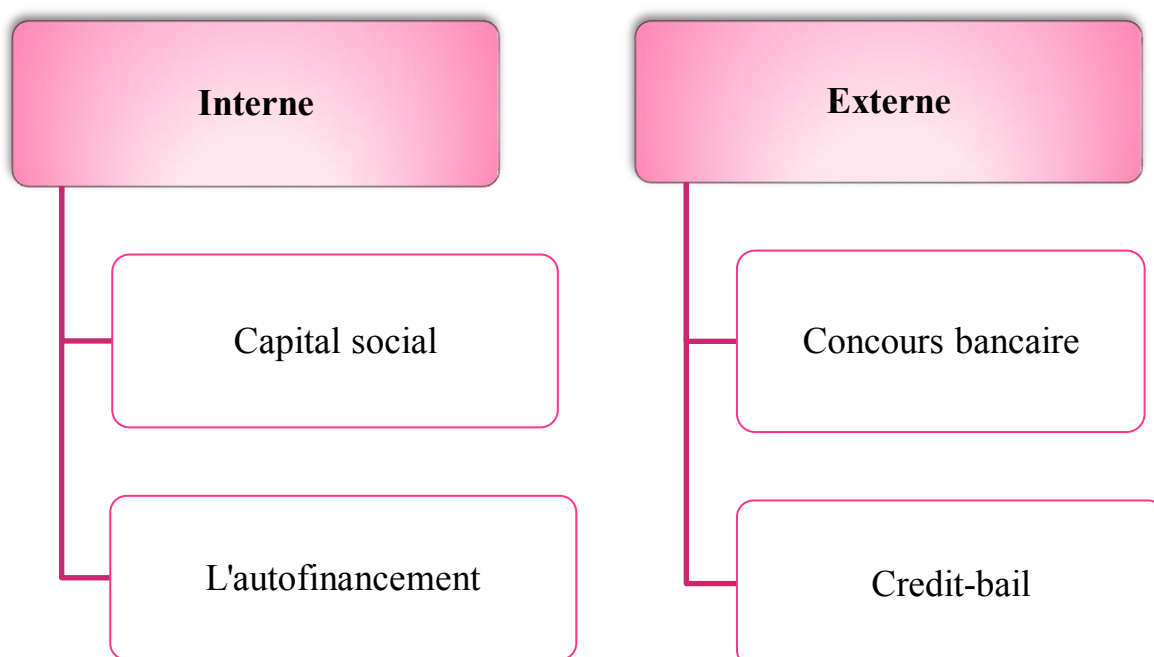 Interne
Capital social
L'autofinancement
Externe
Concours bancaire
Credit-bail